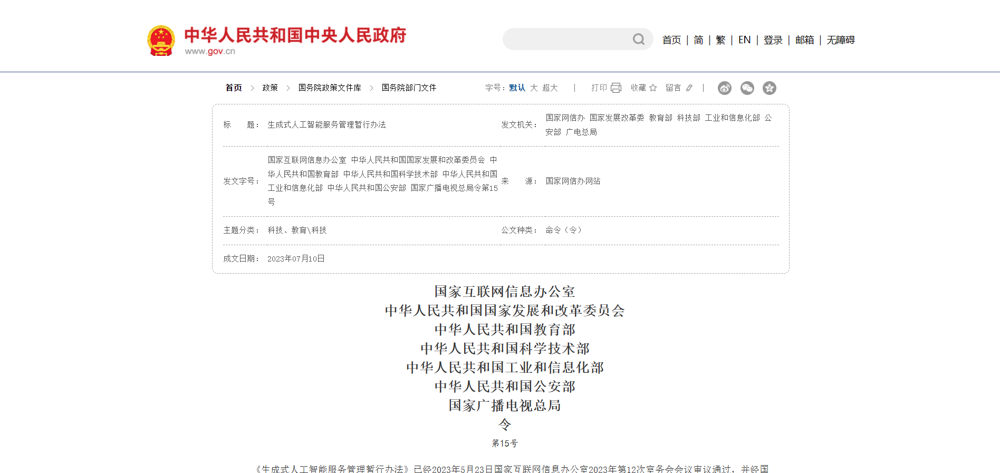 中华人民共和国中央人民政府
www.gov.cn
首页 | 简 | 繁 | EN | 登录 | 邮箱 | 无障碍
首页 > 政策 > 国务院政策文件库 > 国务院部门文件
字号：默认 大 超大 | 打印 收藏 留言 |
标　　题： 生成式人工智能服务管理暂行办法
发文机关： 国家网信办 国家发展改革委 教育部 科技部 工业和信息化部 公
安部 广电总局
发文字号： 国家互联网信息办公室 中华人民共和国国家发展和改革委员会 中
华人民共和国教育部 中华人民共和国科学技术部 中华人民共和国
工业和信息化部 中华人民共和国公安部 国家广播电视总局令第15
号
来　　源： 国家网信办网站
主题分类： 科技、教育\科技
公文种类： 命令（令）
成文日期： 2023年07月10日
国家互联网信息办公室
中华人民共和国国家发展和改革委员会
中华人民共和国教育部
中华人民共和国科学技术部
中华人民共和国工业和信息化部
中华人民共和国公安部
国家广播电视总局
令
第15号
《生成式人工智能服务管理暂行办法》已经2023年5月23日国家互联网信息办公室2023年第12次室务会会议审议通过，并经国